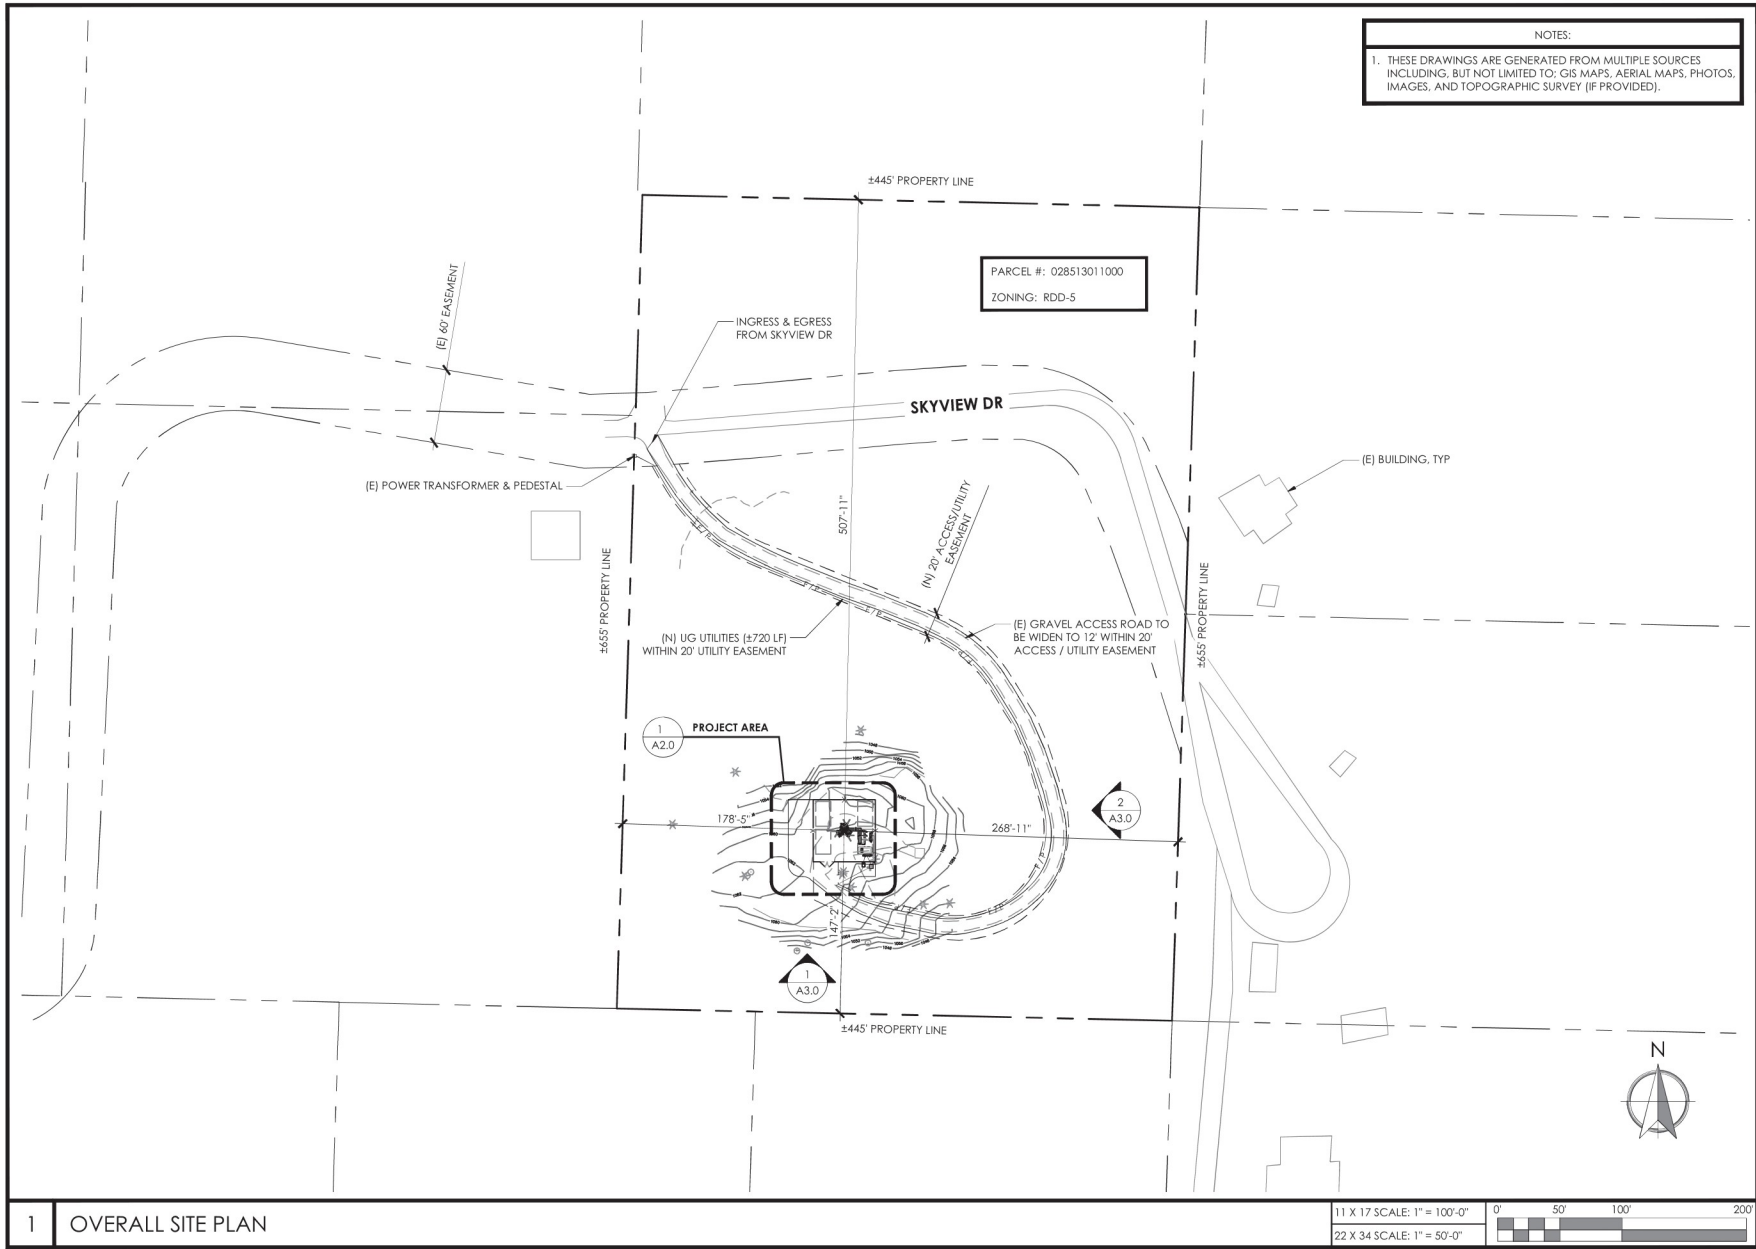 NOTES:
1. THESE DRAWINGS ARE GENERATED FROM MULTIPLE SOURCES
INCLUDING, BUT NOT LIMITED TO; GIS MAPS, AERIAL MAPS, PHOTOS,
IMAGES, AND TOPOGRAPHIC SURVEY (IF PROVIDED).
±445' PROPERTY LINE
PARCEL #: 028513011000
ZONING: RDD-5
(E) 60' EASEMENT
INGRESS & EGRESS
FROM SKYVIEW DR
SKYVIEW DR
(E) BUILDING, TYP
(E) POWER TRANSFORMER & PEDESTAL
507'-11"
(N) 20' ACCESS/UTILITY
EASEMENT
±655' PROPERTY LINE
±655' PROPERTY LINE
(N) UG UTILITIES (±720 LF)
WITHIN 20' UTILITY EASEMENT
(E) GRAVEL ACCESS ROAD TO
BE WIDEN TO 12' WITHIN 20'
ACCESS / UTILITY EASEMENT
1
A2.0
PROJECT AREA
178'-5"
268'-11"
2
A3.0
147'-2"
1
A3.0
±445' PROPERTY LINE
N
1 OVERALL SITE PLAN
11 X 17 SCALE: 1" = 100'-0"
22 X 34 SCALE: 1" = 50'-0"
0' 50' 100' 200'